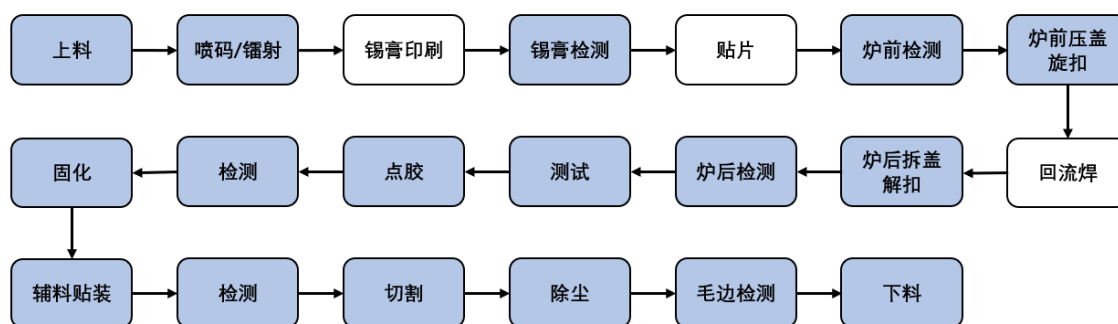 上料
喷码/镭射
锡膏印刷
锡膏检测
贴片
炉前检测
炉前压盖
旋扣
固化
检测
点胶
测试
炉后检测
炉后拆盖
解扣
回流焊
辅料贴装
检测
切割
除尘
毛边检测
下料